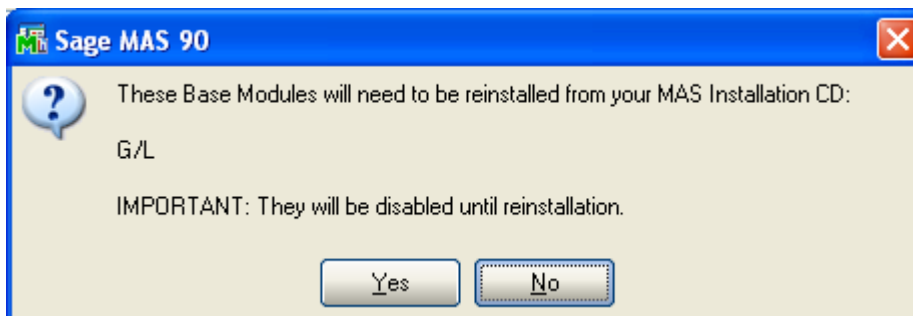 Sage MAS 90
These Base Modules will need to be reinstalled from your MAS Installation CD:
G/L
IMPORTANT: They will be disabled until reinstallation.
Yes
No